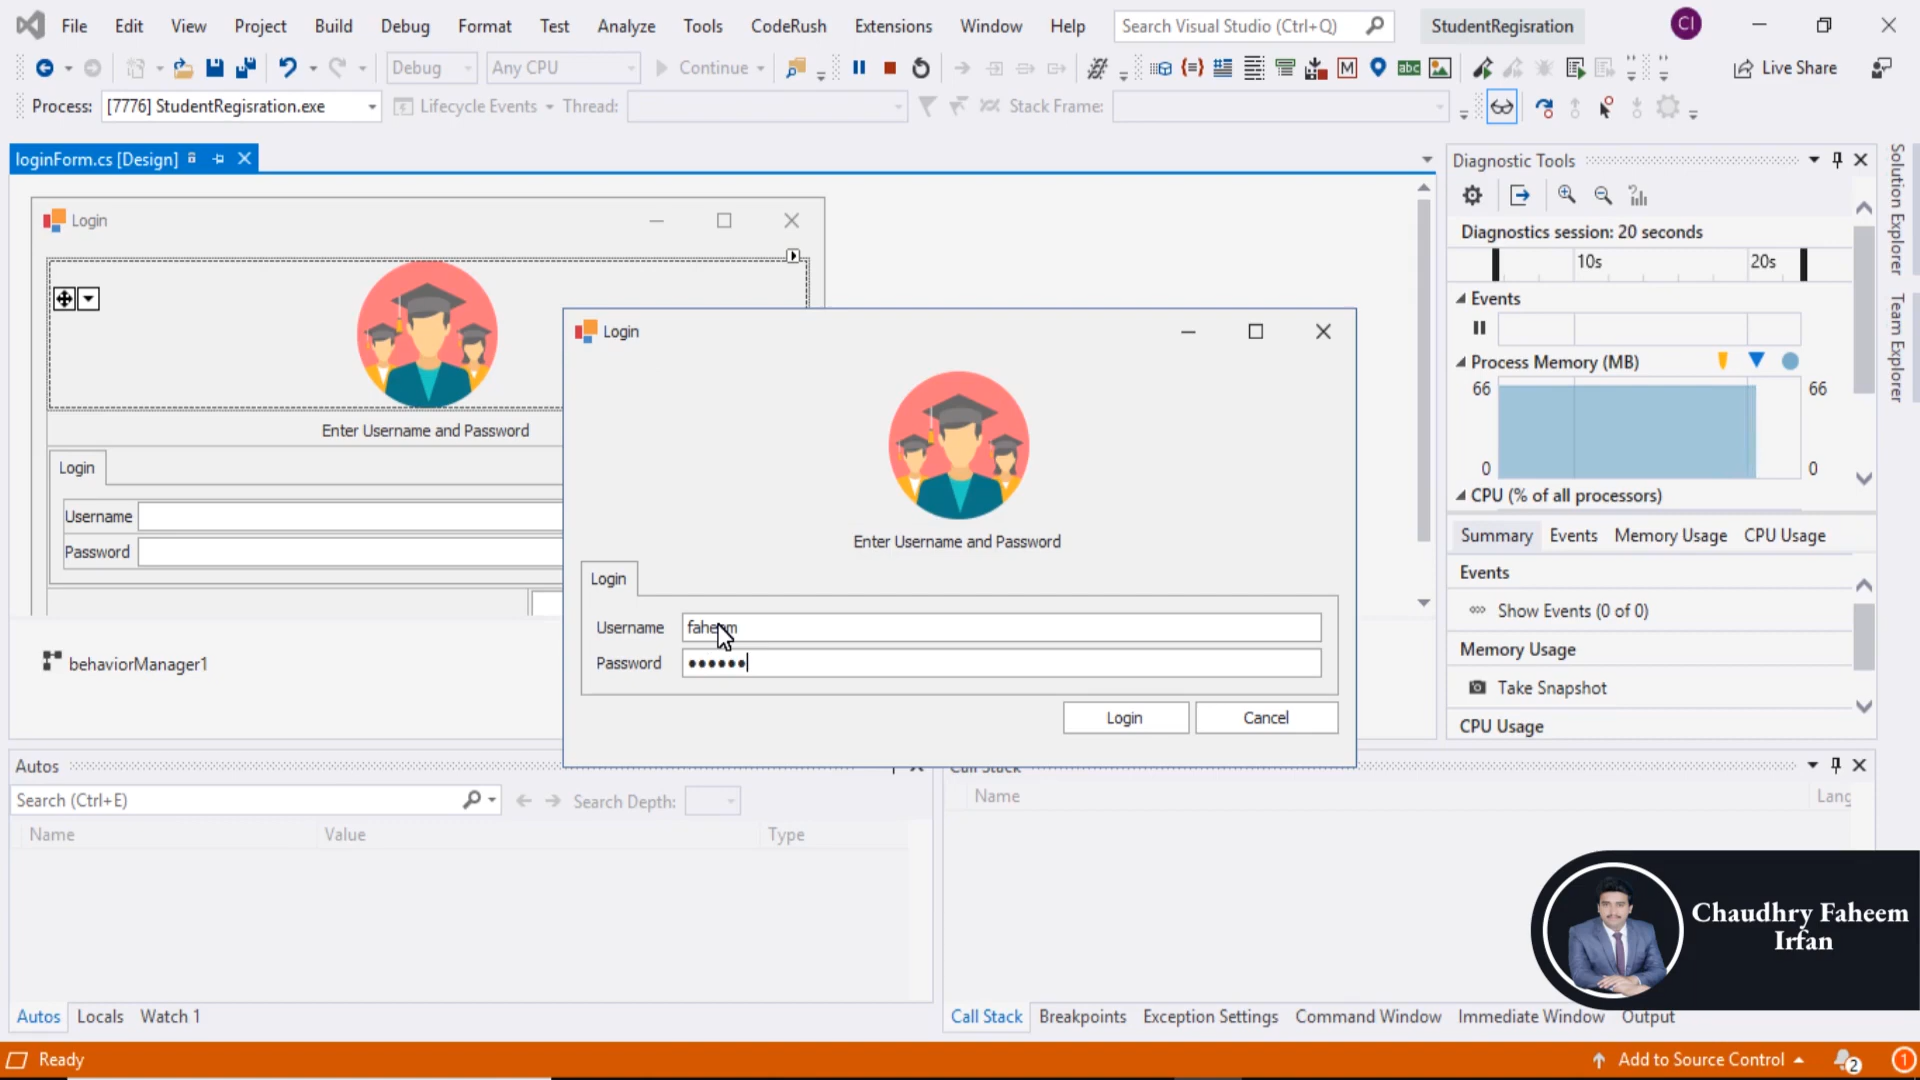 File Edit View Project Build Debug Format Test Analyze Tools CodeRush Extensions Window Help Search Visual Studio (Ctrl+Q) StudentRegisration CI
Debug Any CPU Continue Live Share
Process: [7776] StudentRegisration.exe Lifecycle Events Thread: Stack Frame:
loginForm.cs [Design]
Login
Enter Username and Password
Login
Username
Password
behaviorManager1
Login
Enter Username and Password
Login
Username faheem
Password ••••••
Login Cancel
Diagnostic Tools
Diagnostics session: 20 seconds
10s 20s
Events
Process Memory (MB)
66 66
0 0
CPU (% of all processors)
Summary Events Memory Usage CPU Usage
Events
Show Events (0 of 0)
Memory Usage
Take Snapshot
CPU Usage
Solution Explorer
Team Explorer
Autos
Search (Ctrl+E) Search Depth:
Name Value Type
Autos Locals Watch 1
Call Stack
Name Lang
Call Stack Breakpoints Exception Settings Command Window Immediate Window Output
Chaudhry Faheem
Irfan
Ready Add to Source Control 2 1